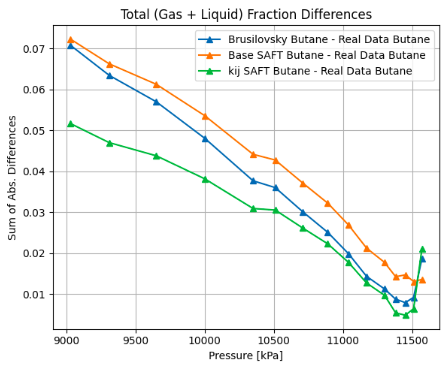 Total (Gas + Liquid) Fraction Differences
Brusilovsky Butane - Real Data Butane
Base SAFT Butane - Real Data Butane
kij SAFT Butane - Real Data Butane
Sum of Abs. Differences
0.07
0.06
0.05
0.04
0.03
0.02
0.01
9000 9500 10000 10500 11000 11500
Pressure [kPa]